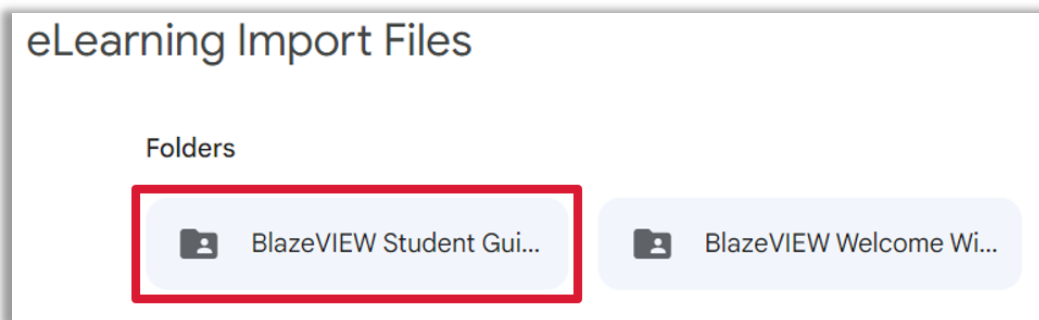 eLearning Import Files
Folders
BlazeVIEW Student Gui...
BlazeVIEW Welcome Wi...